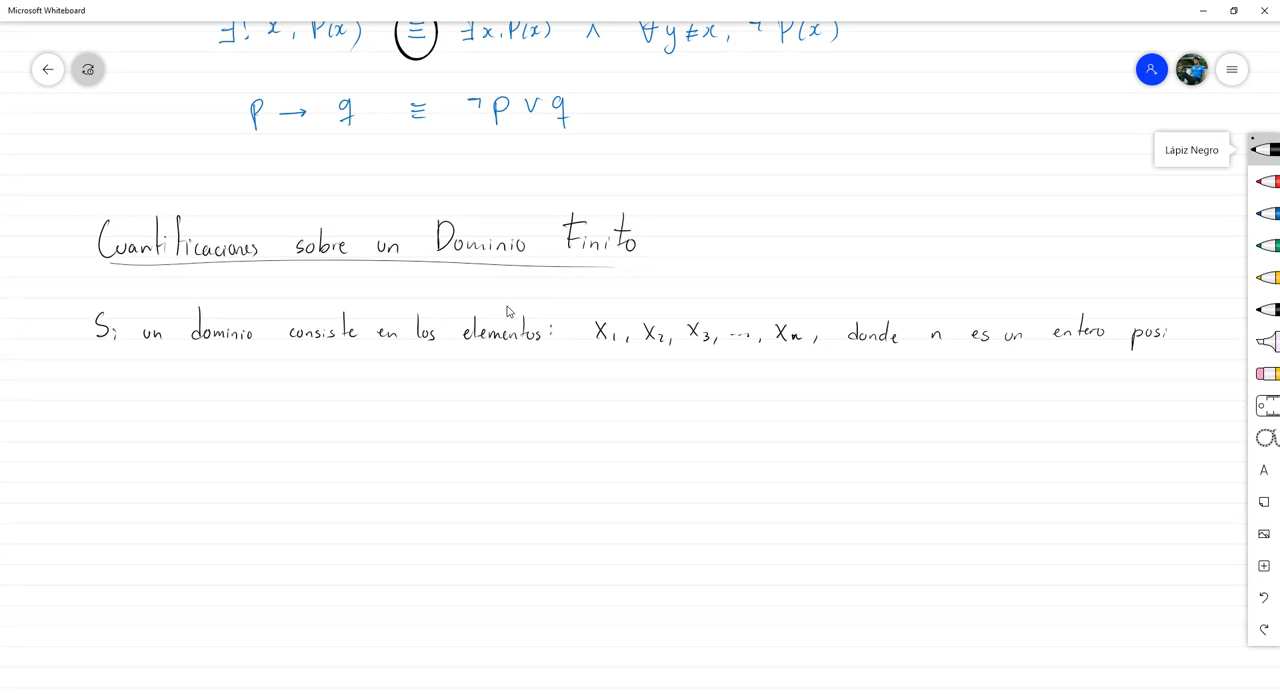 Microsoft Whiteboard
∃! x, P(x) ≡ ∃ x, P(x) ∧ ∀ y ≠ x, ¬ P(x)
p → q ≡ ¬ p ∨ q
Lápiz Negro
Cuantificaciones sobre un Dominio Finito
Si un dominio consiste en los elementos: x₁, x₂, x₃, ..., xₙ, donde n es un entero posi
A